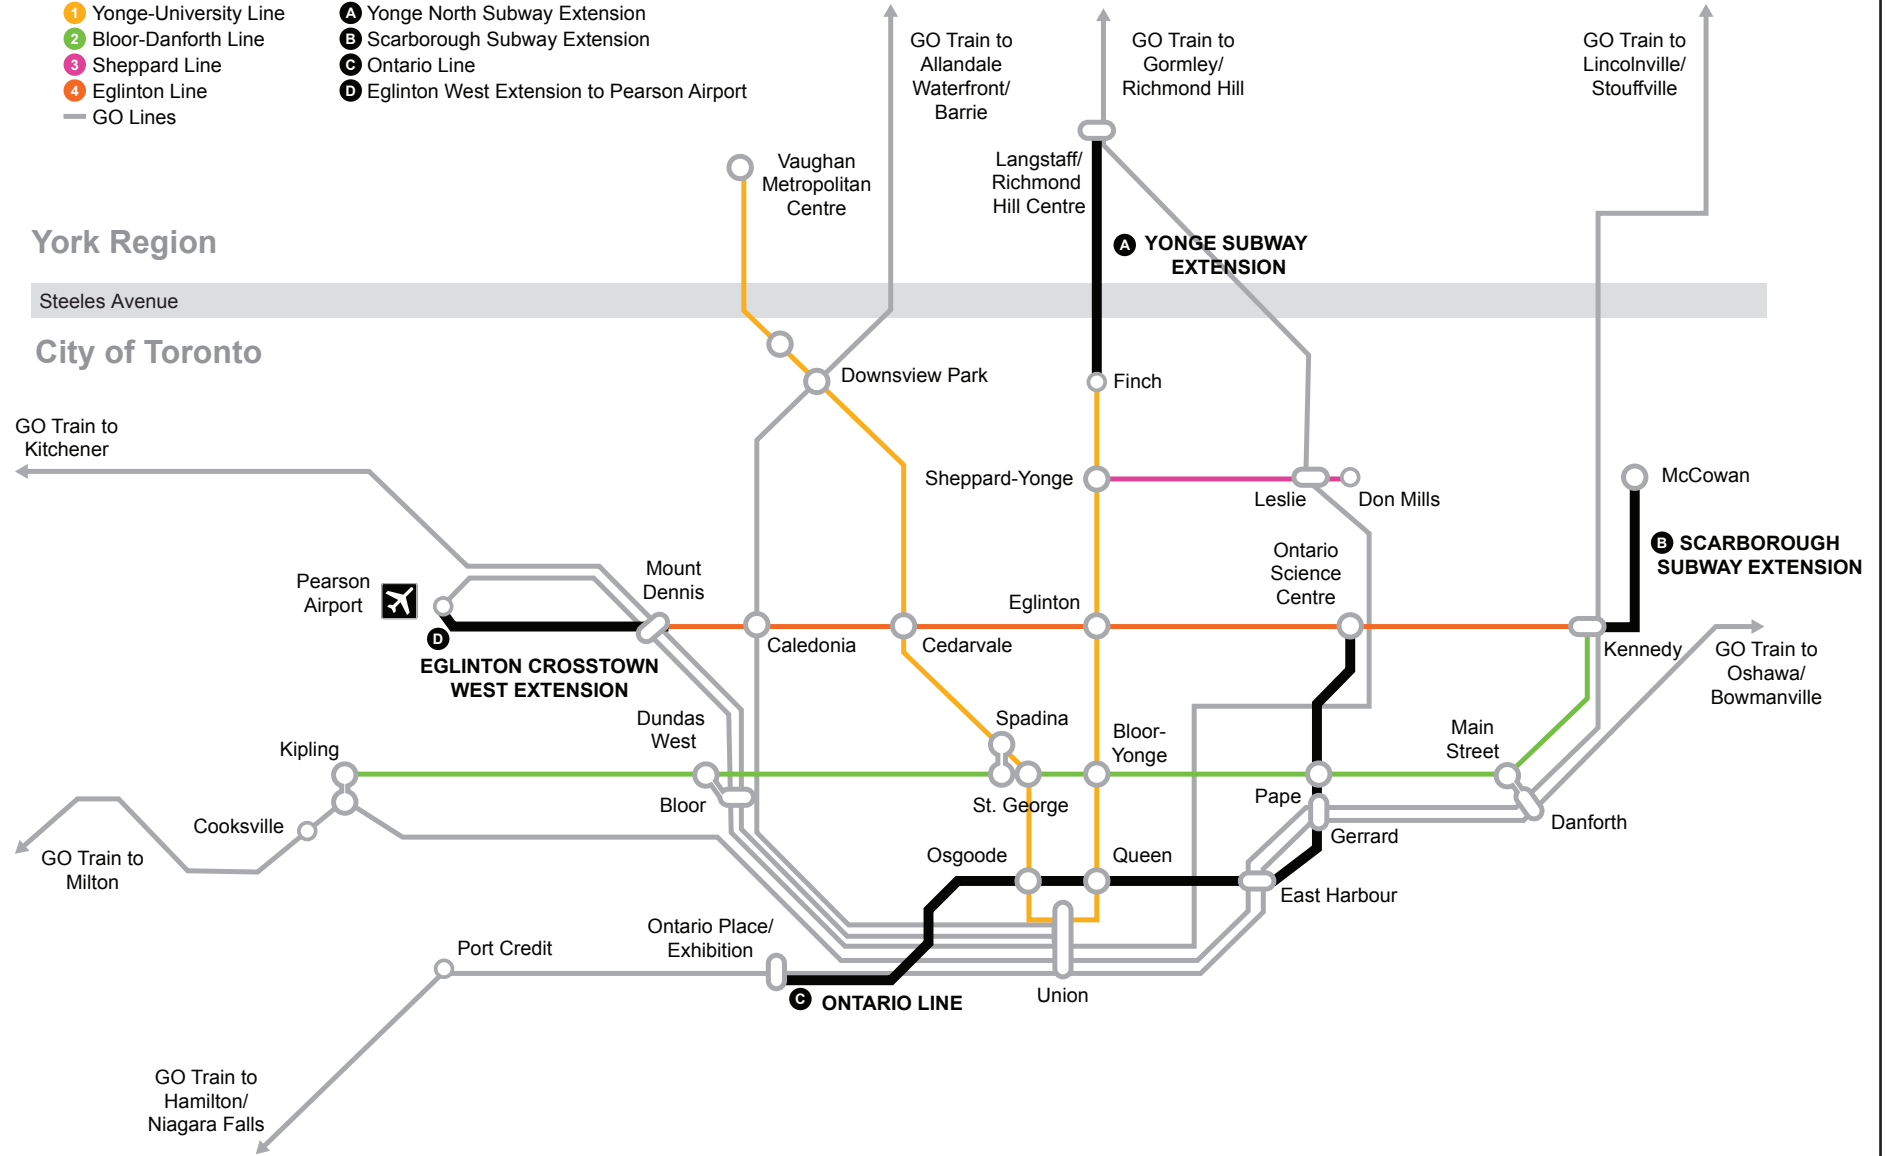 1 Yonge-University Line
2 Bloor-Danforth Line
3 Sheppard Line
4 Eglinton Line
GO Lines
A Yonge North Subway Extension
B Scarborough Subway Extension
C Ontario Line
D Eglinton West Extension to Pearson Airport
GO Train to
Allandale
Waterfront/
Barrie
GO Train to
Gormley/
Richmond Hill
GO Train to
Lincolnville/
Stouffville
Vaughan
Metropolitan
Centre
Langstaff/
Richmond
Hill Centre
York Region
A YONGE SUBWAY
EXTENSION
Steeles Avenue
City of Toronto
Downsview Park
Finch
GO Train to
Kitchener
Sheppard-Yonge
Leslie
Don Mills
McCowan
B SCARBOROUGH
SUBWAY EXTENSION
Pearson
Airport
Mount
Dennis
Ontario
Science
Centre
Eglinton
D
EGLINTON CROSSTOWN
WEST EXTENSION
Caledonia
Cedarvale
Kennedy
GO Train to
Oshawa/
Bowmanville
Dundas
West
Spadina
Bloor-
Yonge
Main
Street
Kipling
Bloor
St. George
Pape
Gerrard
Danforth
Cooksville
GO Train to
Milton
Osgoode
Queen
East Harbour
Ontario Place/
Exhibition
Port Credit
Union
C ONTARIO LINE
GO Train to
Hamilton/
Niagara Falls